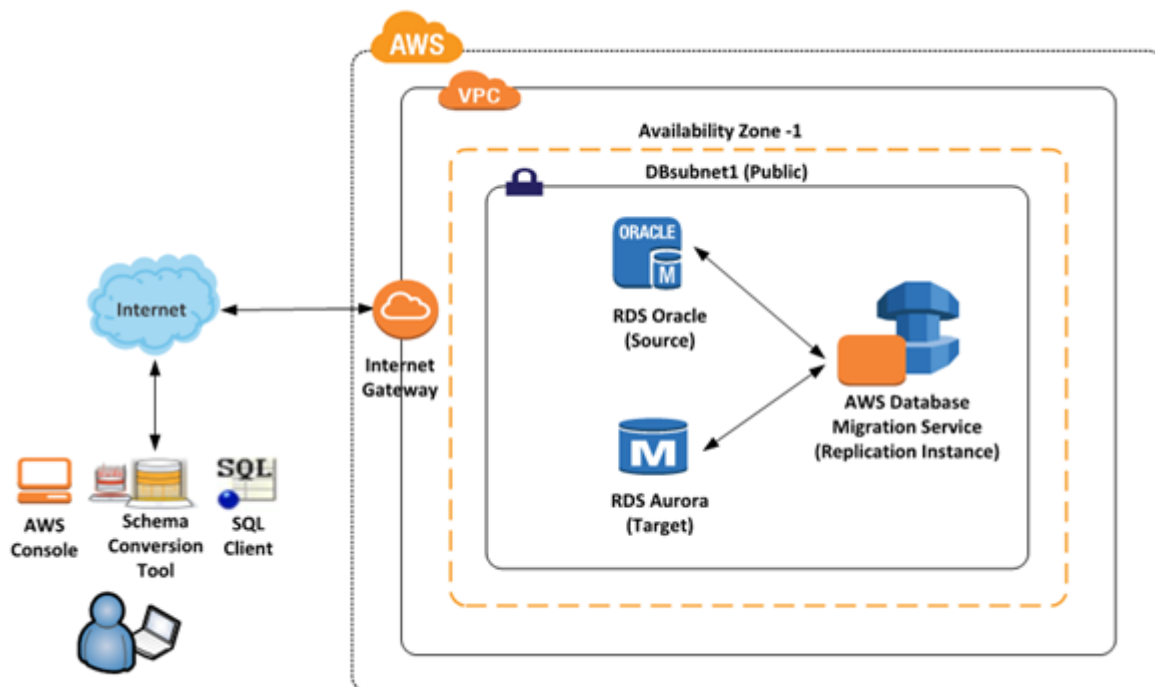 AWS
VPC
Availability Zone -1
DBsubnet1 (Public)
ORACLE
M
RDS Oracle
(Source)
Internet
Internet
Gateway
AWS Database
Migration Service
(Replication Instance)
M
RDS Aurora
(Target)
AWS
Console
Schema
Conversion
Tool
SQL
SQL
Client